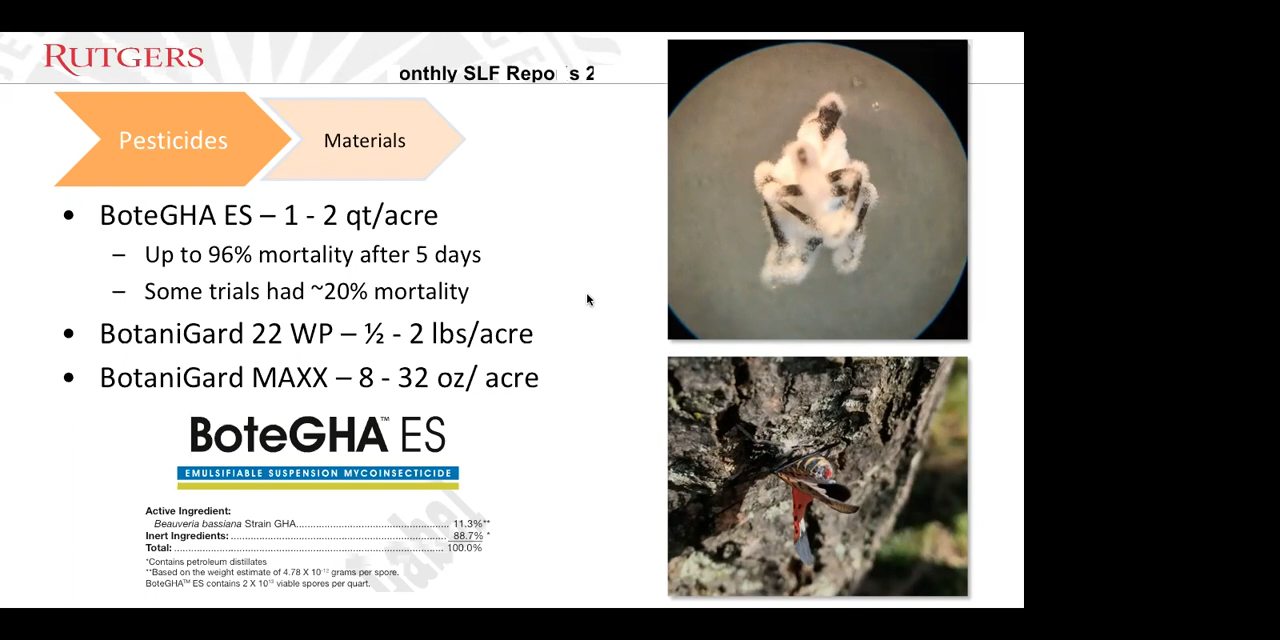 RUTGERS
onthly SLF Repo s 2
Pesticides
Materials
• BoteGHA ES – 1 - 2 qt/acre
– Up to 96% mortality after 5 days
– Some trials had ~20% mortality
• BotaniGard 22 WP – ½ - 2 lbs/acre
• BotaniGard MAXX – 8 - 32 oz/ acre
BoteGHA™ ES
EMULSIFIABLE SUSPENSION MYCOINSECTICIDE
Active Ingredient:
Beauveria bassiana Strain GHA.................................................. 11.3%**
Inert Ingredients:...................................................................... 88.7% *
Total:......................................................................................... 100.0%
*Contains petroleum distillates
**Based on the weight estimate of 4.78 X 10⁻¹² grams per spore.
BoteGHA™ ES contains 2 X 10¹³ viable spores per quart.